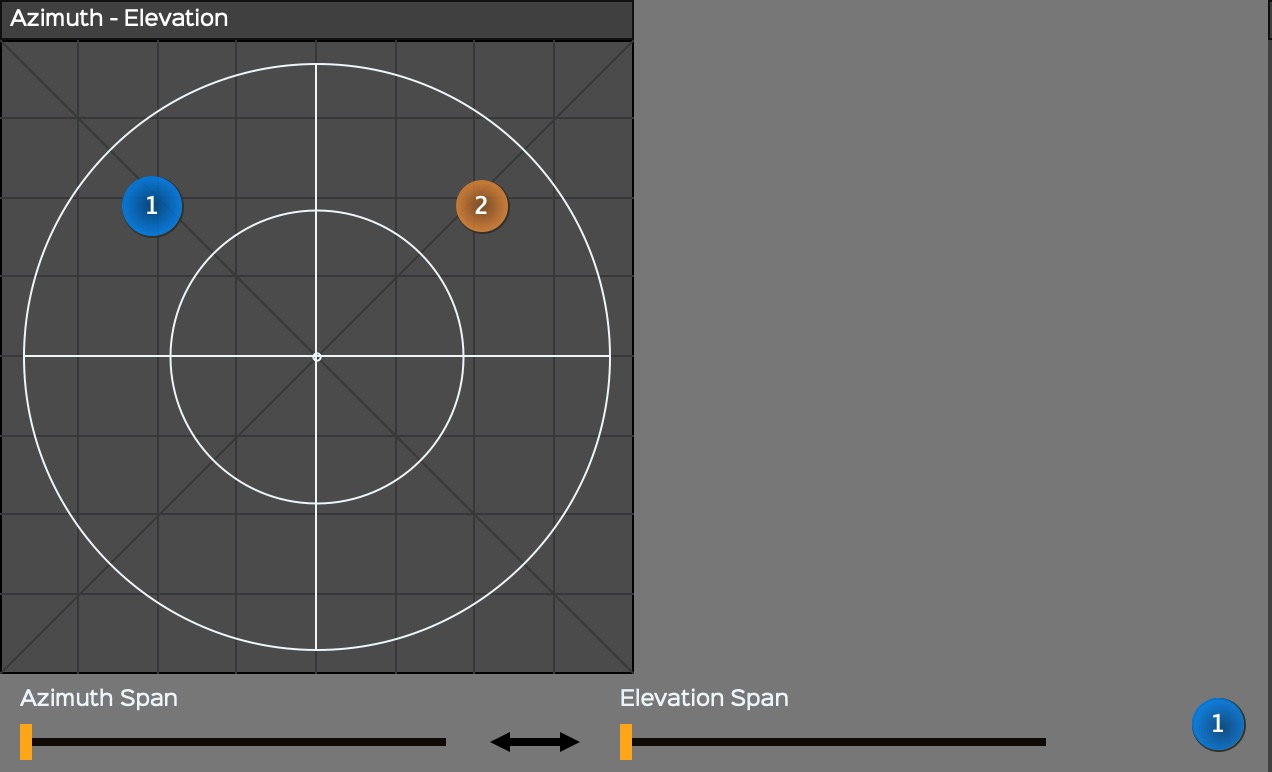 Azimuth - Elevation
1
2
Azimuth Span
Elevation Span
1